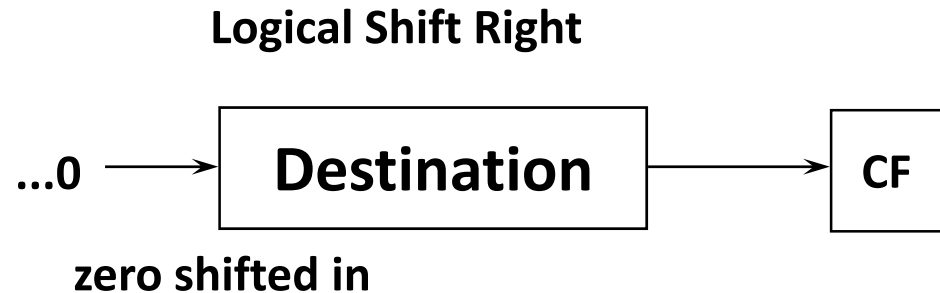 Logical Shift Right
...0
Destination
CF
zero shifted in